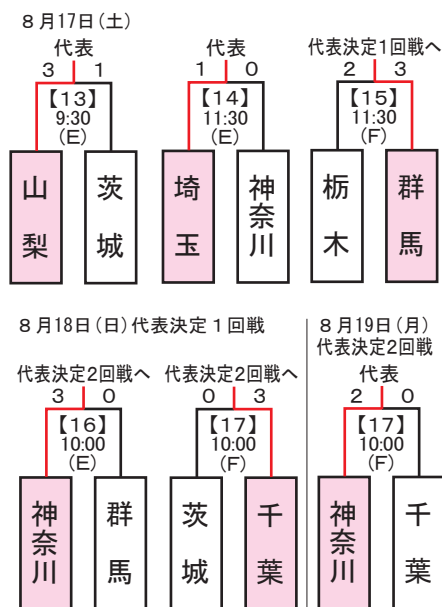 8月17日(土)
代表 代表 代表決定1回戦へ
3 1 1 0 2 3
【13】 【14】 【15】
9:30 11:30 11:30
(E) (E) (F)
山梨 茨城 埼玉 神奈川 栃木 群馬
8月18日(日)代表決定1回戦 8月19日(月)
代表決定2回戦
代表決定2回戦へ 代表決定2回戦へ 代表
3 0 0 3 2 0
【16】 【17】 【17】
10:00 10:00 10:00
(E) (F) (F)
神奈川 群馬 茨城 千葉 神奈川 千葉